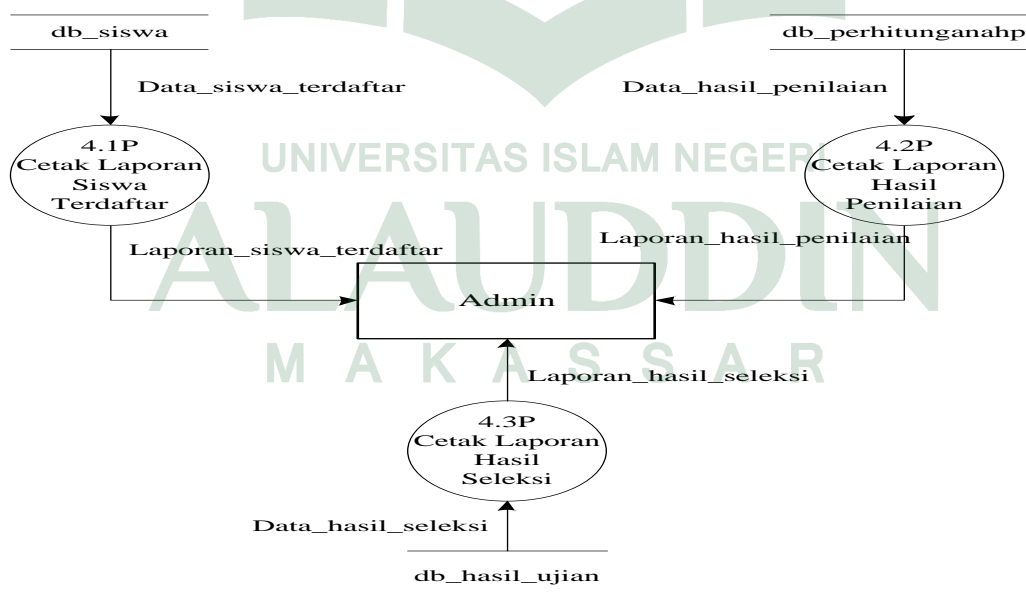 db_siswa
db_perhitunganahp
Data_siswa_terdaftar
Data_hasil_penilaian
4.1P
Cetak Laporan
Siswa
Terdaftar
4.2P
Cetak Laporan
Hasil
Penilaian
UNIVERSITAS ISLAM NEGERI
ALAUDDIN
MAKASSAR
Laporan_siswa_terdaftar
Laporan_hasil_penilaian
Admin
Laporan_hasil_seleksi
4.3P
Cetak Laporan
Hasil
Seleksi
Data_hasil_seleksi
db_hasil_ujian